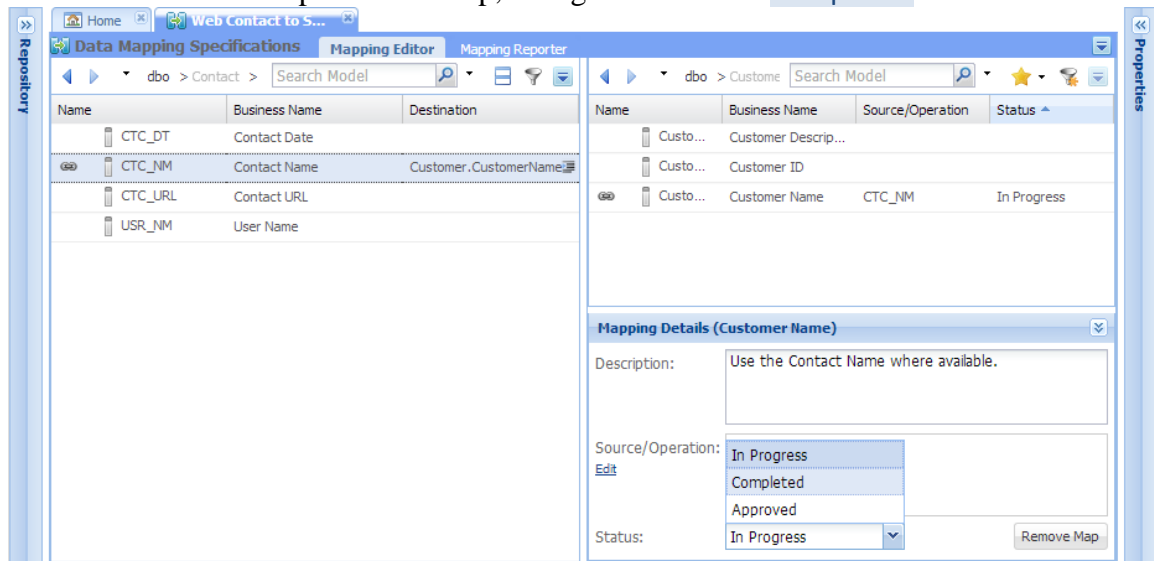 Home Web Contact to S...
Data Mapping Specifications Mapping Editor Mapping Reporter
Repository
dbo > Contact > Search Model
Name Business Name Destination
CTC_DT Contact Date
CTC_NM Contact Name Customer.CustomerName
CTC_URL Contact URL
USR_NM User Name
dbo > Custome Search Model
Name Business Name Source/Operation Status
Custo... Customer Descrip...
Custo... Customer ID
Custo... Customer Name CTC_NM In Progress
Mapping Details (Customer Name)
Description: Use the Contact Name where available.
Source/Operation:
Edit
In Progress
Completed
Approved
Status: In Progress Remove Map
Properties